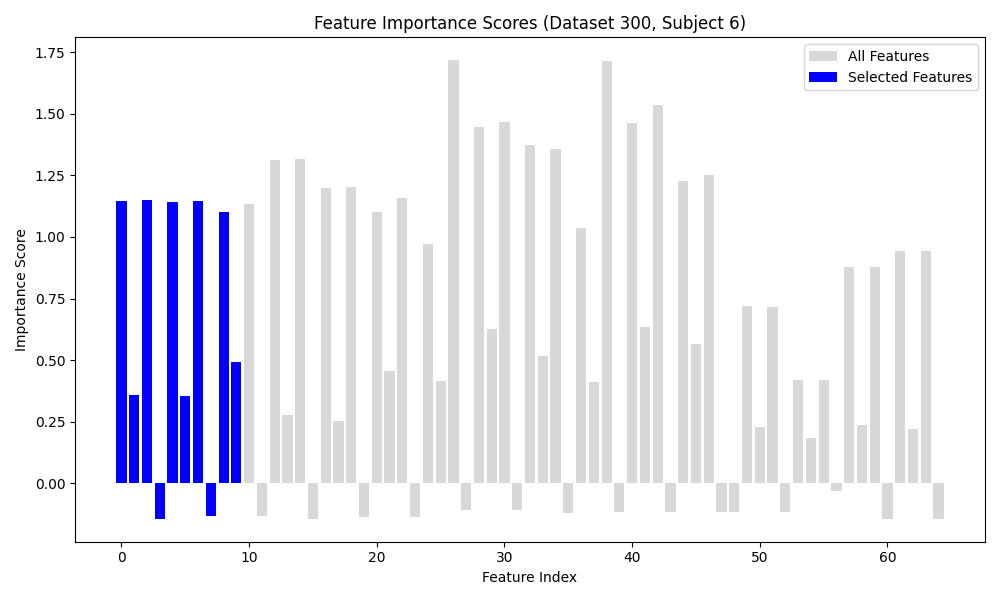 Feature Importance Scores (Dataset 300, Subject 6)
All Features
Selected Features
1.75
1.50
1.25
1.00
0.75
0.50
0.25
0.00
Importance Score
0 10 20 30 40 50 60
Feature Index